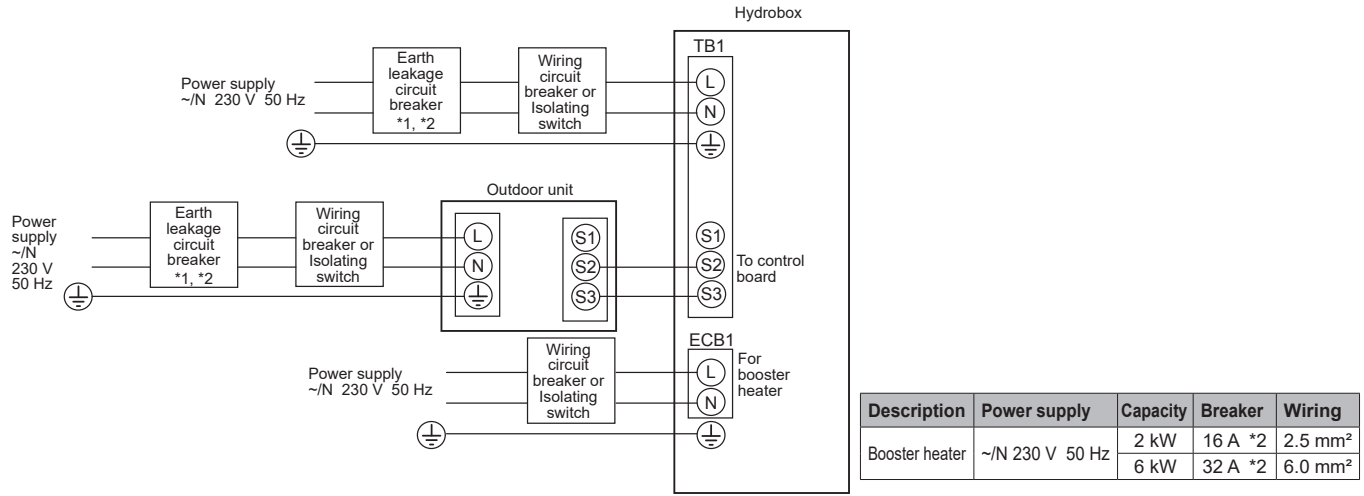 Hydrobox
TB1
Power supply
~/N 230 V 50 Hz
Earth
leakage
circuit
breaker
*1, *2
Wiring
circuit
breaker or
Isolating
switch
L
N
Outdoor unit
Power
supply
~/N
230 V
50 Hz
Earth
leakage
circuit
breaker
*1, *2
Wiring
circuit
breaker or
Isolating
switch
L
N
S1
S2
S3
S1
S2
S3
To control
board
ECB1
Power supply
~/N 230 V 50 Hz
Wiring
circuit
breaker or
Isolating
switch
L
N
For
booster
heater
Description Power supply Capacity Breaker Wiring
Booster heater ~/N 230 V 50 Hz 2 kW 16 A *2 2.5 mm²
6 kW 32 A *2 6.0 mm²